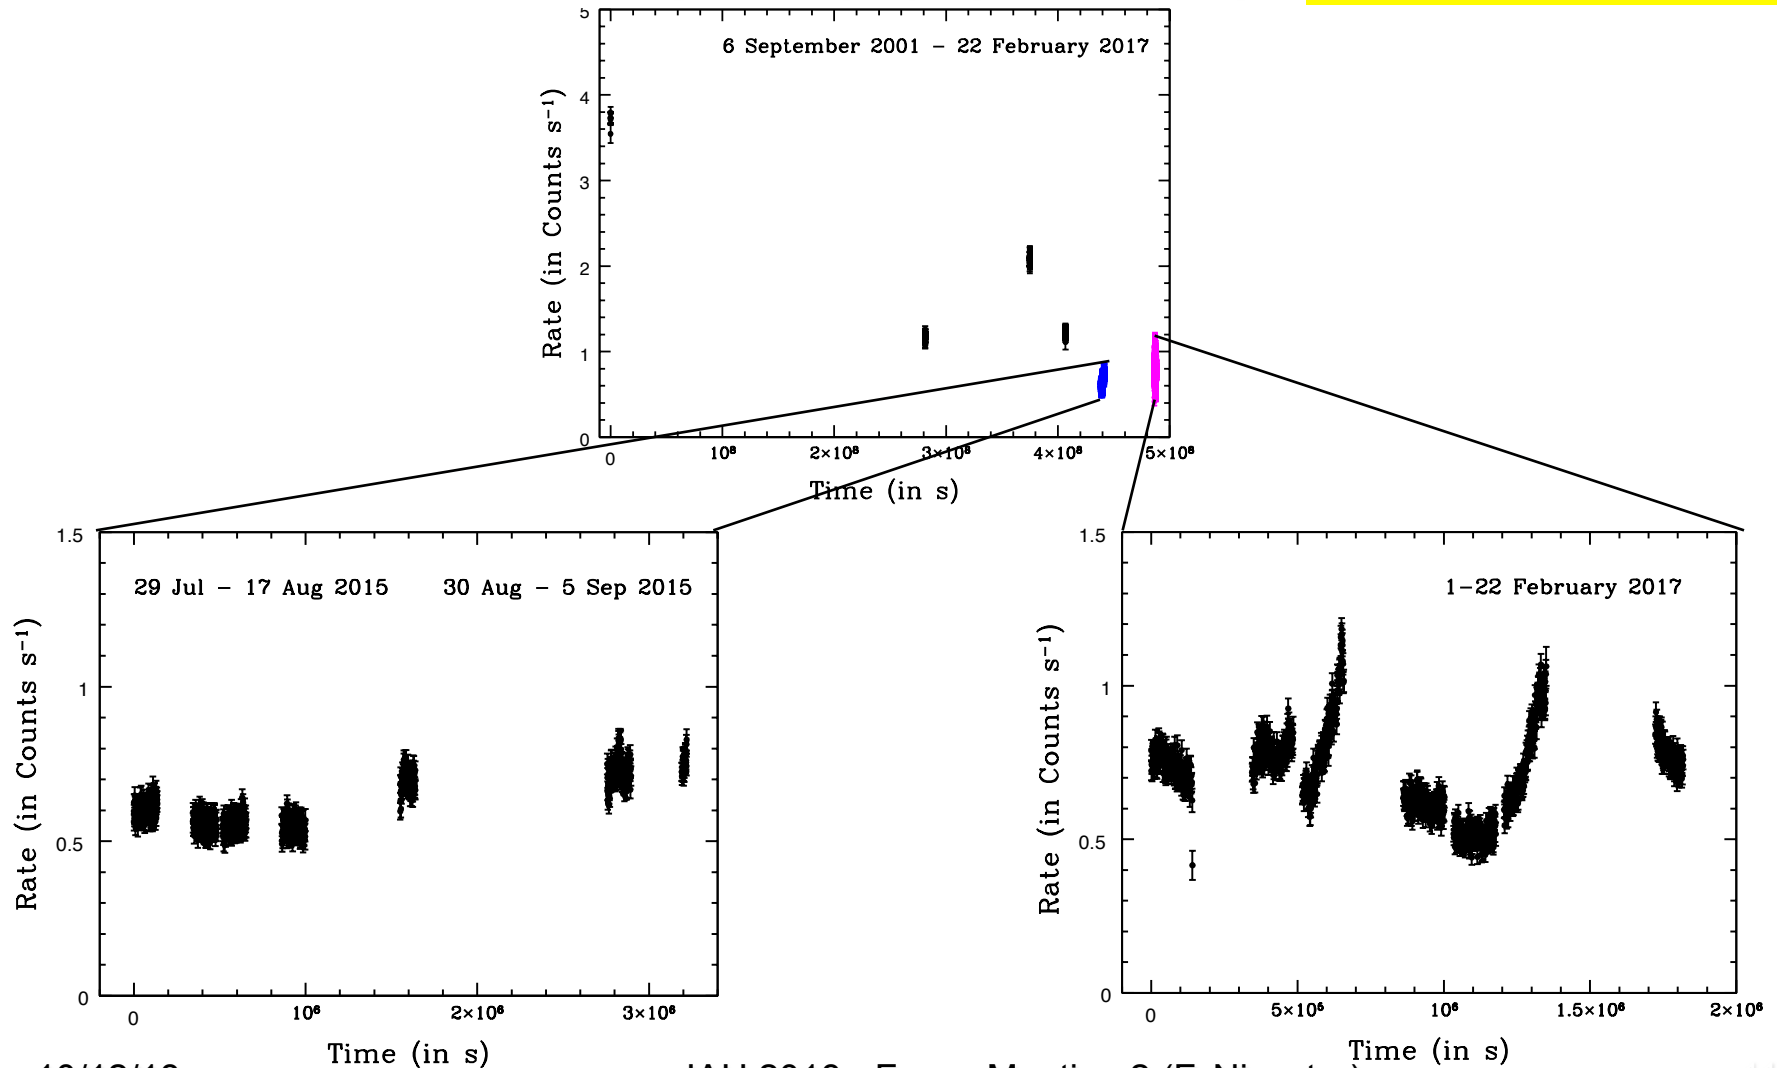 5
6 September 2001 – 22 February 2017
4
3
2
1
0
Rate (in Counts s⁻¹)
0 10⁸ 2×10⁸ 3×10⁸ 4×10⁸ 5×10⁸
Time (in s)
1.5
29 Jul – 17 Aug 2015 30 Aug – 5 Sep 2015
1
0.5
0
Rate (in Counts s⁻¹)
0 10⁶ 2×10⁶ 3×10⁶
Time (in s)
1.5
1–22 February 2017
1
0.5
0
Rate (in Counts s⁻¹)
0 5×10⁵ 10⁶ 1.5×10⁶ 2×10⁶
Time (in s)